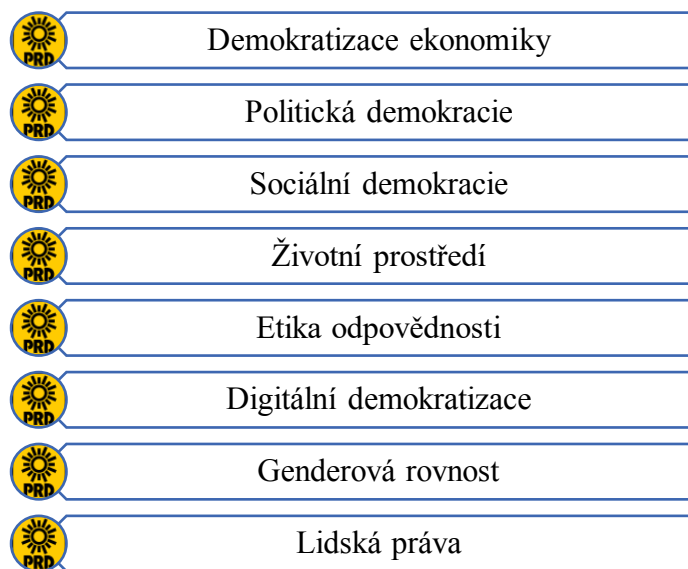 PRD Demokratizace ekonomiky
PRD Politická demokracie
PRD Sociální demokracie
PRD Životní prostředí
PRD Etika odpovědnosti
PRD Digitální demokratizace
PRD Genderová rovnost
PRD Lidská práva